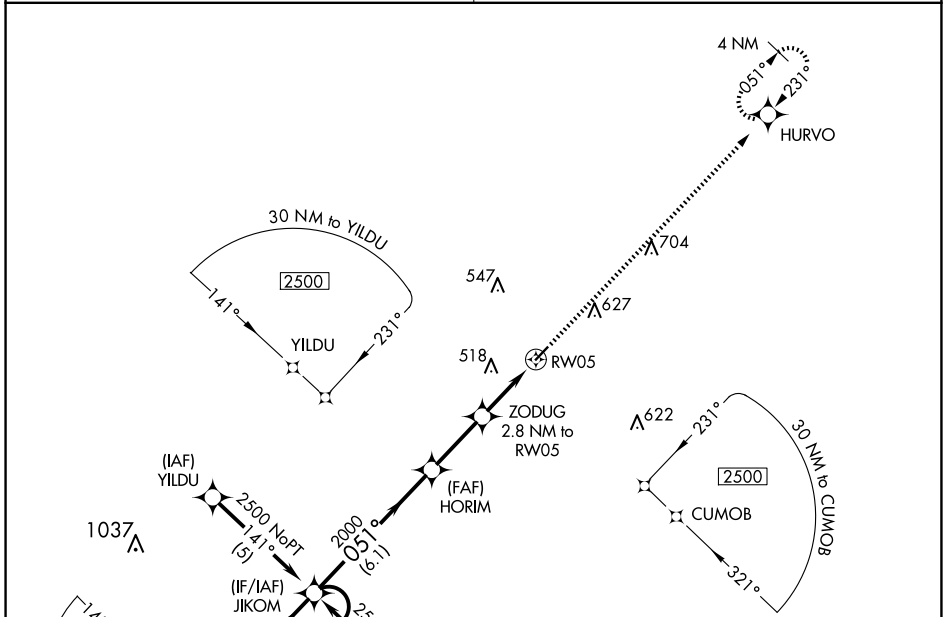 4 NM
051°
231°
HURVO
30 NM to YILDU
2500
141°
231°
YILDU
547
704
627
518
RW05
ZODUG
2.8 NM to
RW05
622
231°
30 NM to CUMOB
2500
CUMOB
321°
(FAF)
HORIM
(IAF)
YILDU
2500 NoPT
141°
(5)
2000
051°
(6.1)
1037
(IF/IAF)
JIKOM